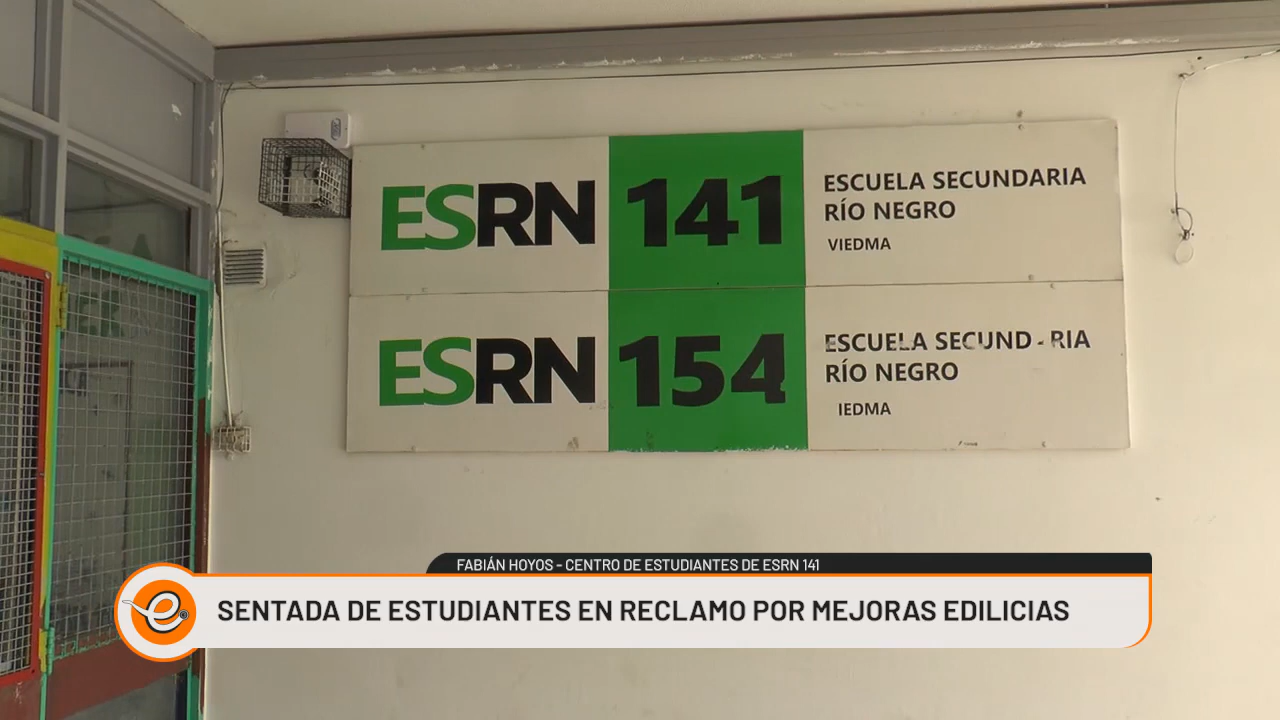 ESRN 141
ESCUELA SECUNDARIA
RÍO NEGRO
VIEDMA
ESRN 154
ESCUELA SECUND - RIA
RÍO NEGRO
IEDMA
FABIÁN HOYOS - CENTRO DE ESTUDIANTES DE ESRN 141
e
SENTADA DE ESTUDIANTES EN RECLAMO POR MEJORAS EDILICIAS